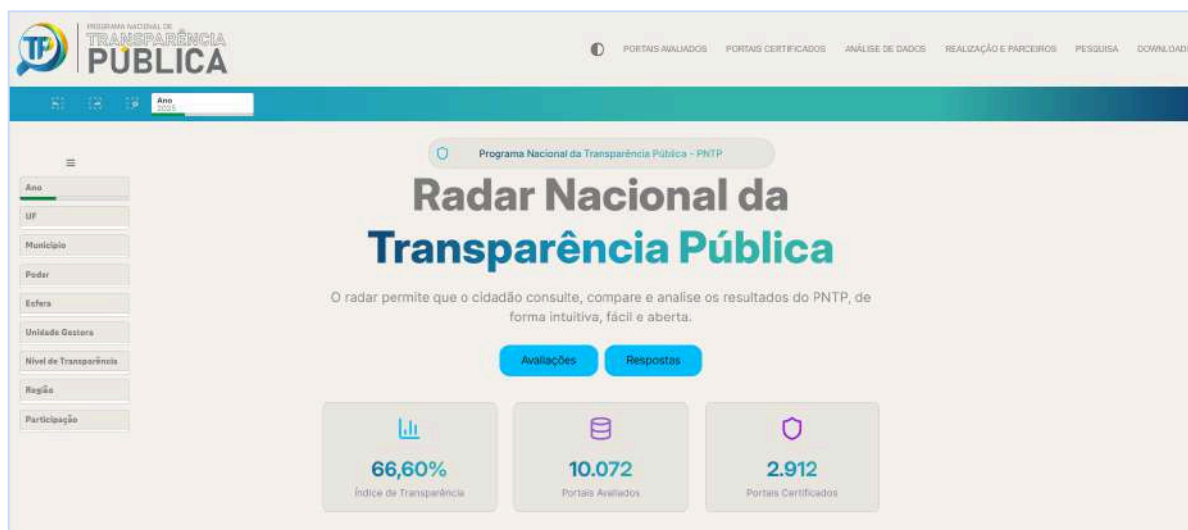 PROGRAMA NACIONAL DE
TRANSPARÊNCIA
PÚBLICA
PORTAIS AVALIADOS PORTAIS CERTIFICADOS ANÁLISE DE DADOS REALIZAÇÃO E PARCEIROS PESQUISA DOWNLOAD
Ano
2025
Ano
UF
Município
Poder
Esfera
Unidade Gestora
Nível de Transparência
Região
Participação
Programa Nacional da Transparência Pública - PNTP
Radar Nacional da
Transparência Pública
O radar permite que o cidadão consulte, compare e analise os resultados do PNTP, de
forma intuitiva, fácil e aberta.
Avaliações Respostas
66,60% 10.072 2.912
Índice de Transparência Portais Avaliados Portais Certificados